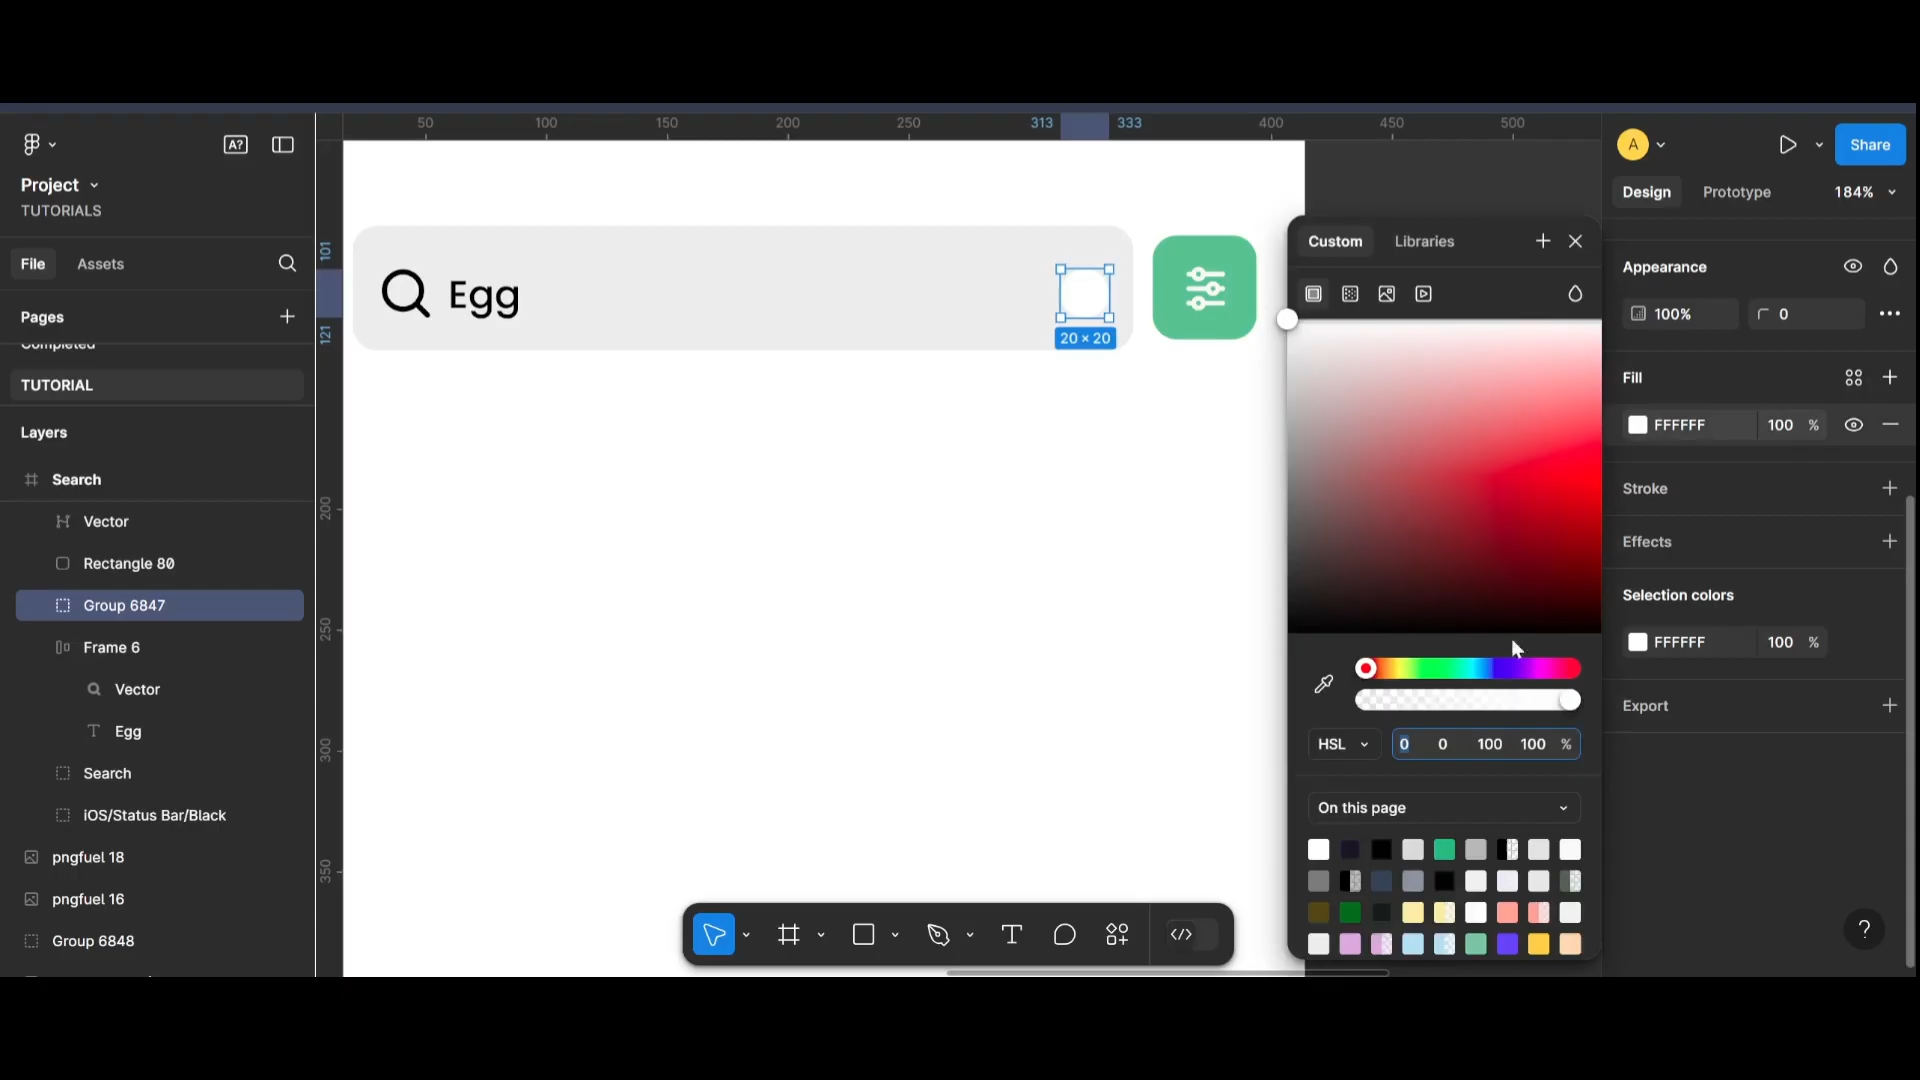 A?
Project
TUTORIALS
File
Assets
Pages
Completed
TUTORIAL
Layers
Search
Vector
Rectangle 80
Group 6847
Frame 6
Vector
Egg
Search
iOS/Status Bar/Black
pngfuel 18
pngfuel 16
Group 6848
50 100 150 200 250 313 333 400 450 500
101
121
200
250
300
350
Egg
20 × 20
Custom
Libraries
HSL
0 0 100 100 %
On this page
A
Share
Design
Prototype
184%
Appearance
100%
0
Fill
FFFFFF
100 %
Stroke
Effects
Selection colors
FFFFFF
100 %
Export
?